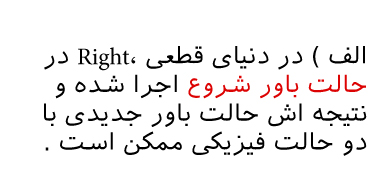 الف ) در دنیای قطعی ،Right در
حالت باور شروع اجرا شده و
نتیجه اش حالت باور جدیدی با
دو حالت فیزیکی ممکن است .